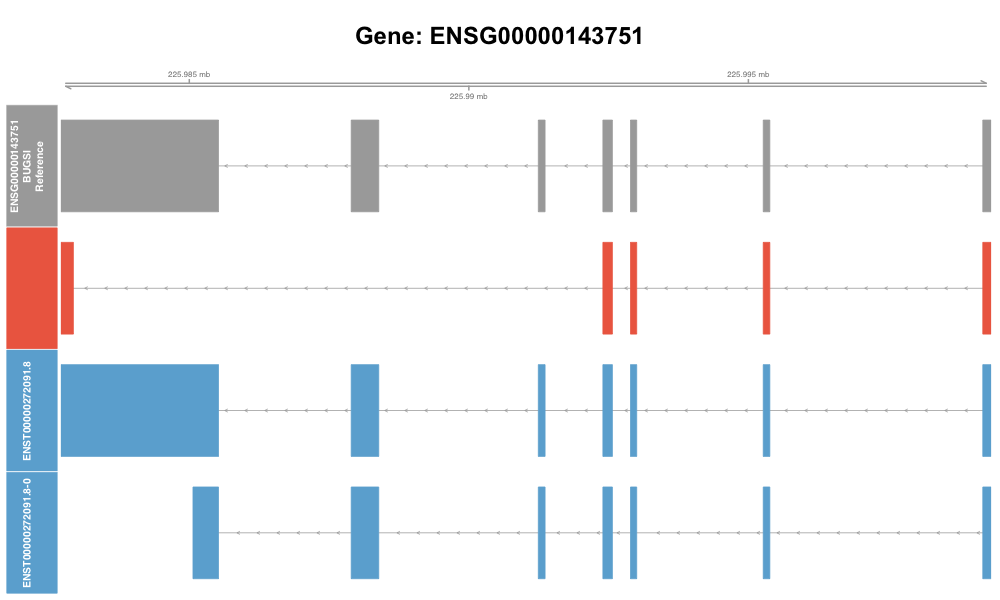 Gene: ENSG00000143751
225.985 mb
225.995 mb
225.99 mb
ENSG00000143751
BUGSI
Reference
ENST00000272091.8
ENST00000272091.8-0